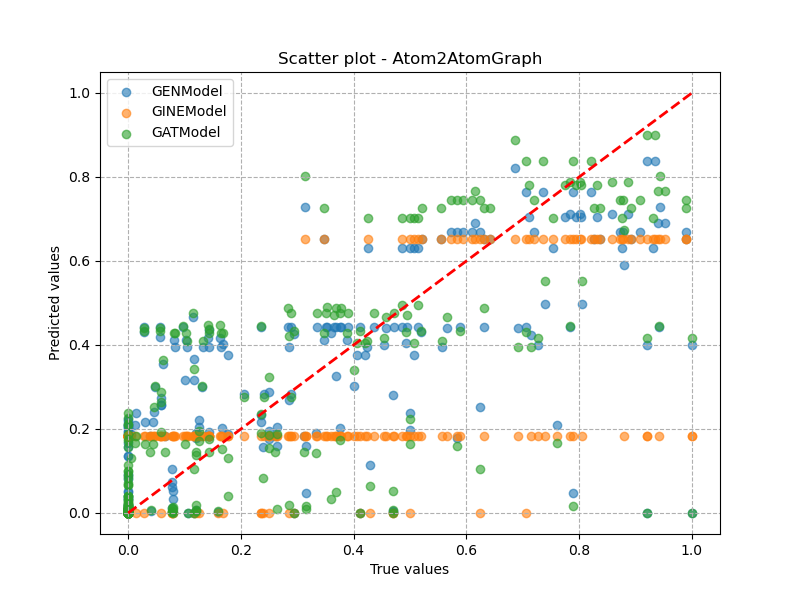 Scatter plot - Atom2AtomGraph
GENModel
GINEModel
GATModel
1.0
0.8
0.6
0.4
0.2
0.0
Predicted values
0.0 0.2 0.4 0.6 0.8 1.0
True values